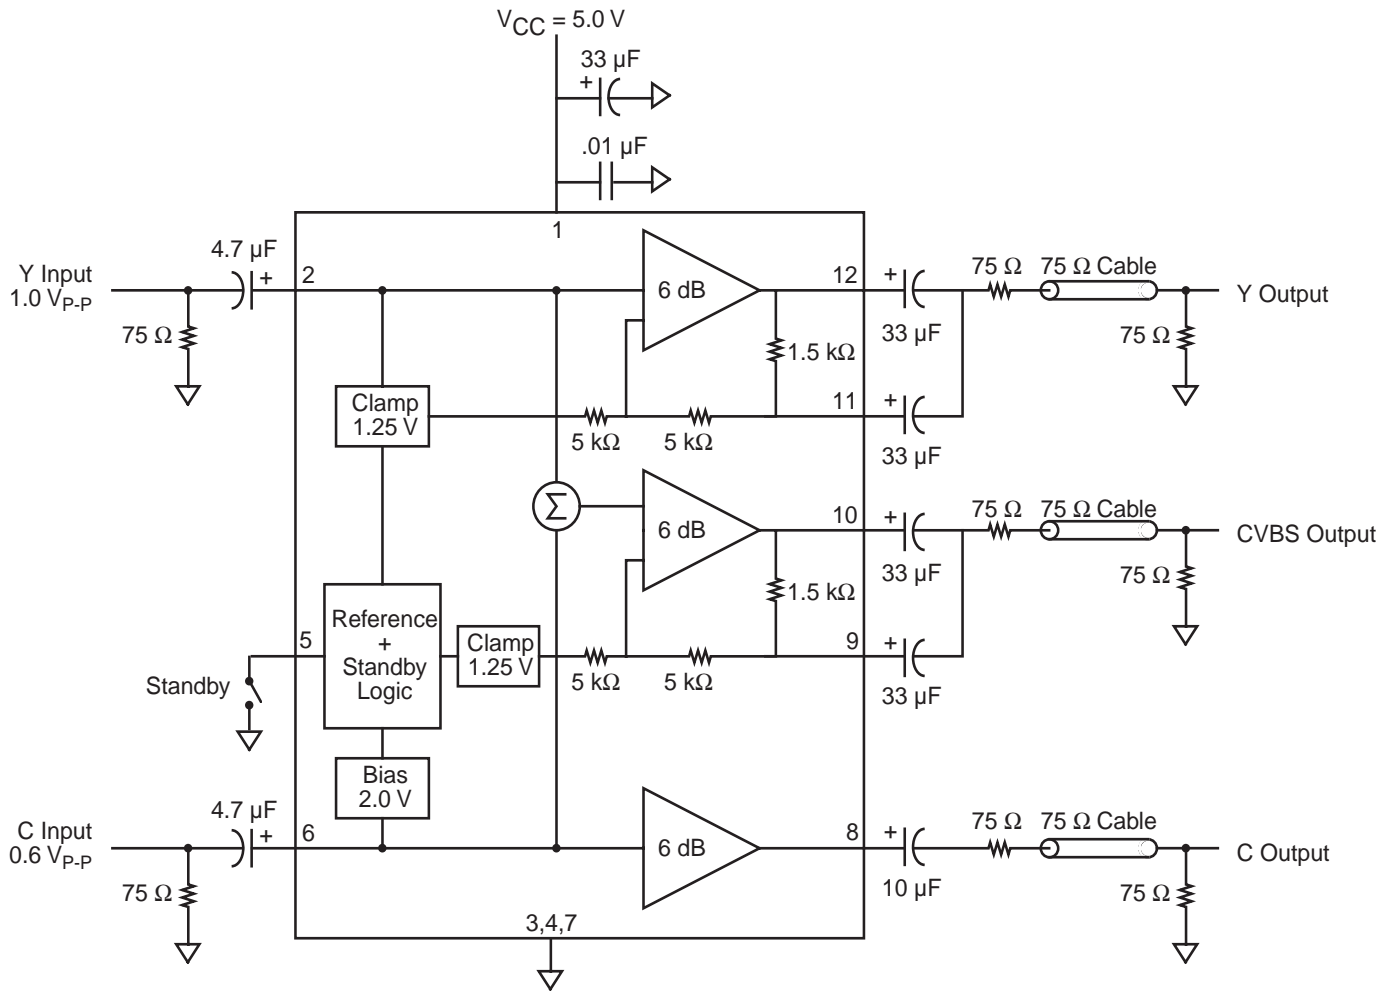 VCC = 5.0 V
33 µF
+
.01 µF
1
4.7 µF
Y Input
1.0 VP-P
+
2
75 Ω
6 dB
12
+
33 µF
75 Ω
75 Ω Cable
Y Output
75 Ω
1.5 kΩ
Clamp
1.25 V
5 kΩ
5 kΩ
11
+
33 µF
Σ
6 dB
10
+
33 µF
75 Ω
75 Ω Cable
CVBS Output
75 Ω
1.5 kΩ
5
Reference
+
Standby
Logic
Clamp
1.25 V
5 kΩ
5 kΩ
9
+
33 µF
Standby
Bias
2.0 V
4.7 µF
C Input
0.6 VP-P
+
6
75 Ω
6 dB
8
+
10 µF
75 Ω
75 Ω Cable
C Output
75 Ω
3,4,7